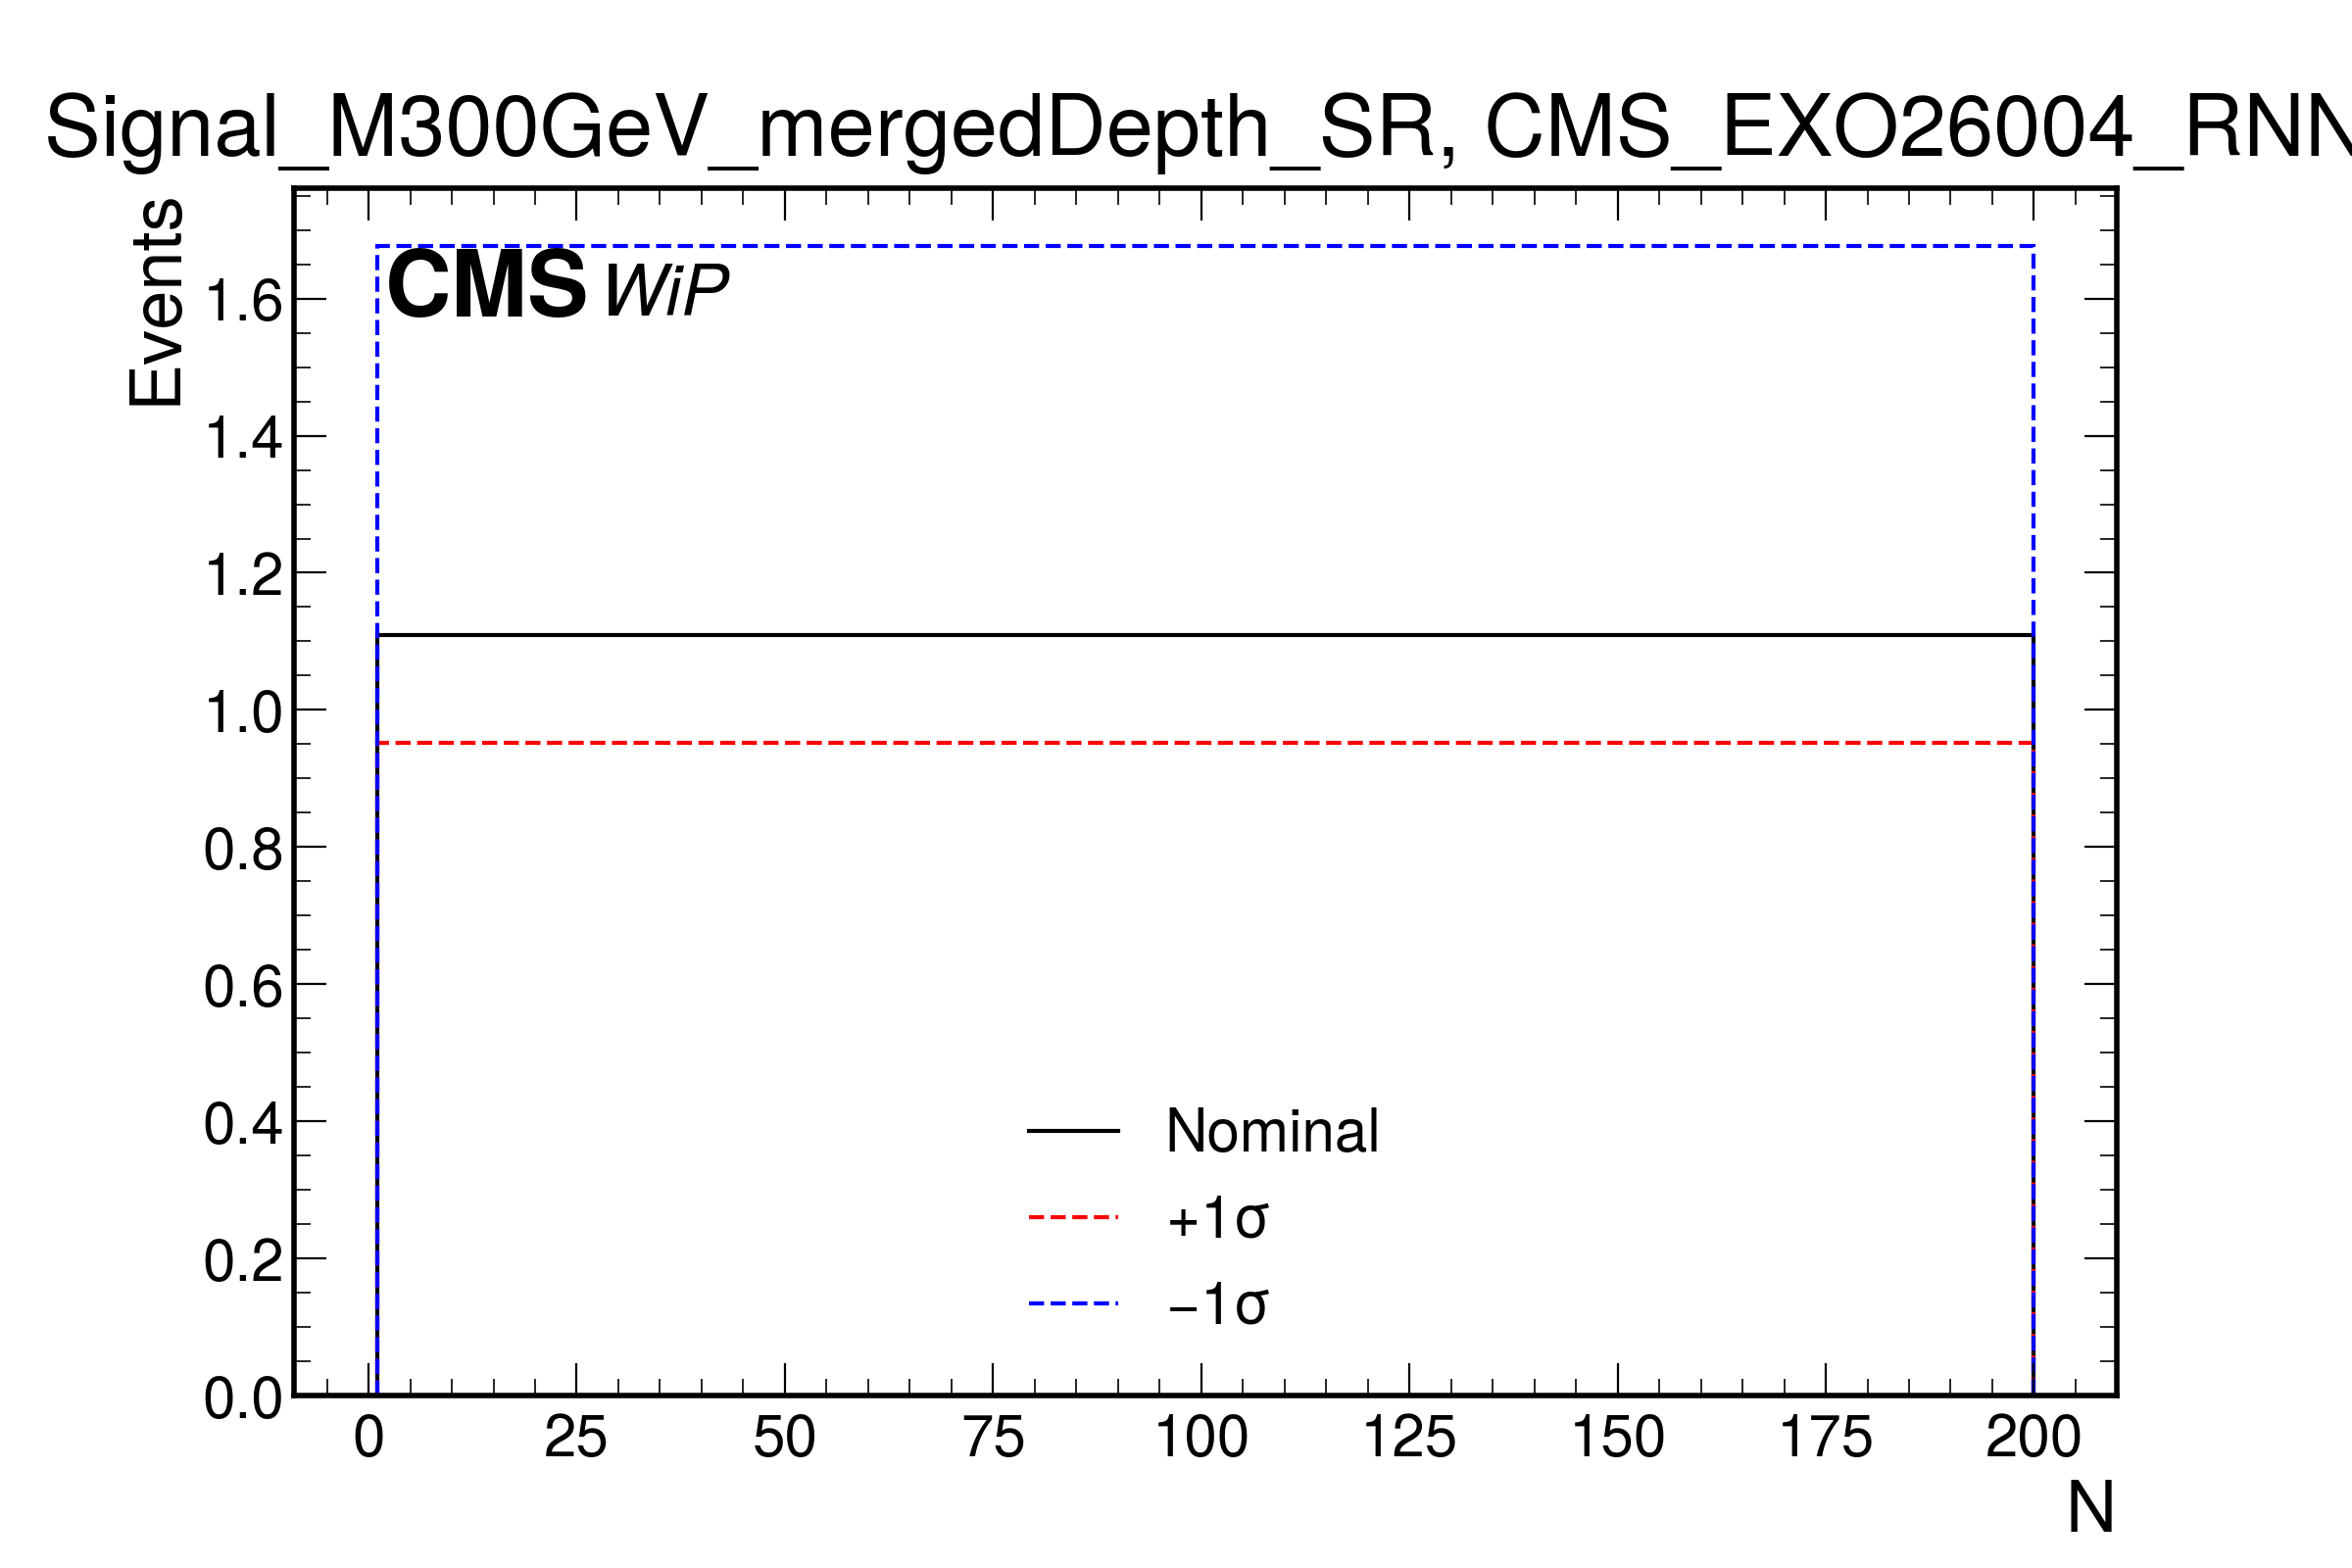 Signal_M300GeV_mergedDepth_SR, CMS_EXO26004_RNN
Events
CMS WiP
1.6
1.4
1.2
1.0
0.8
0.6
0.4
0.2
0.0
Nominal
+1σ
−1σ
0 25 50 75 100 125 150 175 200
N